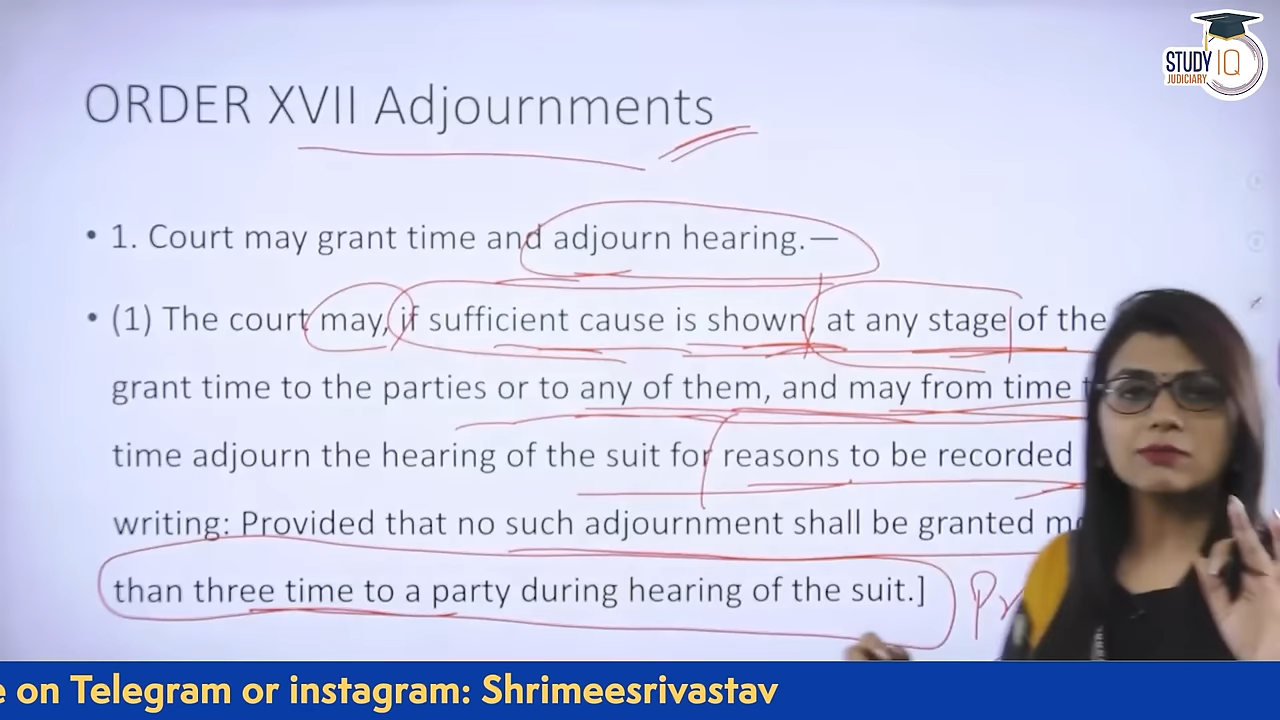 STUDY IQ
JUDICIARY
ORDER XVII Adjournments
• 1. Court may grant time and adjourn hearing.—
• (1) The court may, if sufficient cause is shown, at any stage of the
grant time to the parties or to any of them, and may from time
time adjourn the hearing of the suit for reasons to be recorded
writing: Provided that no such adjournment shall be granted
than three time to a party during hearing of the suit.]
on Telegram or instagram: Shrimeesrivastav